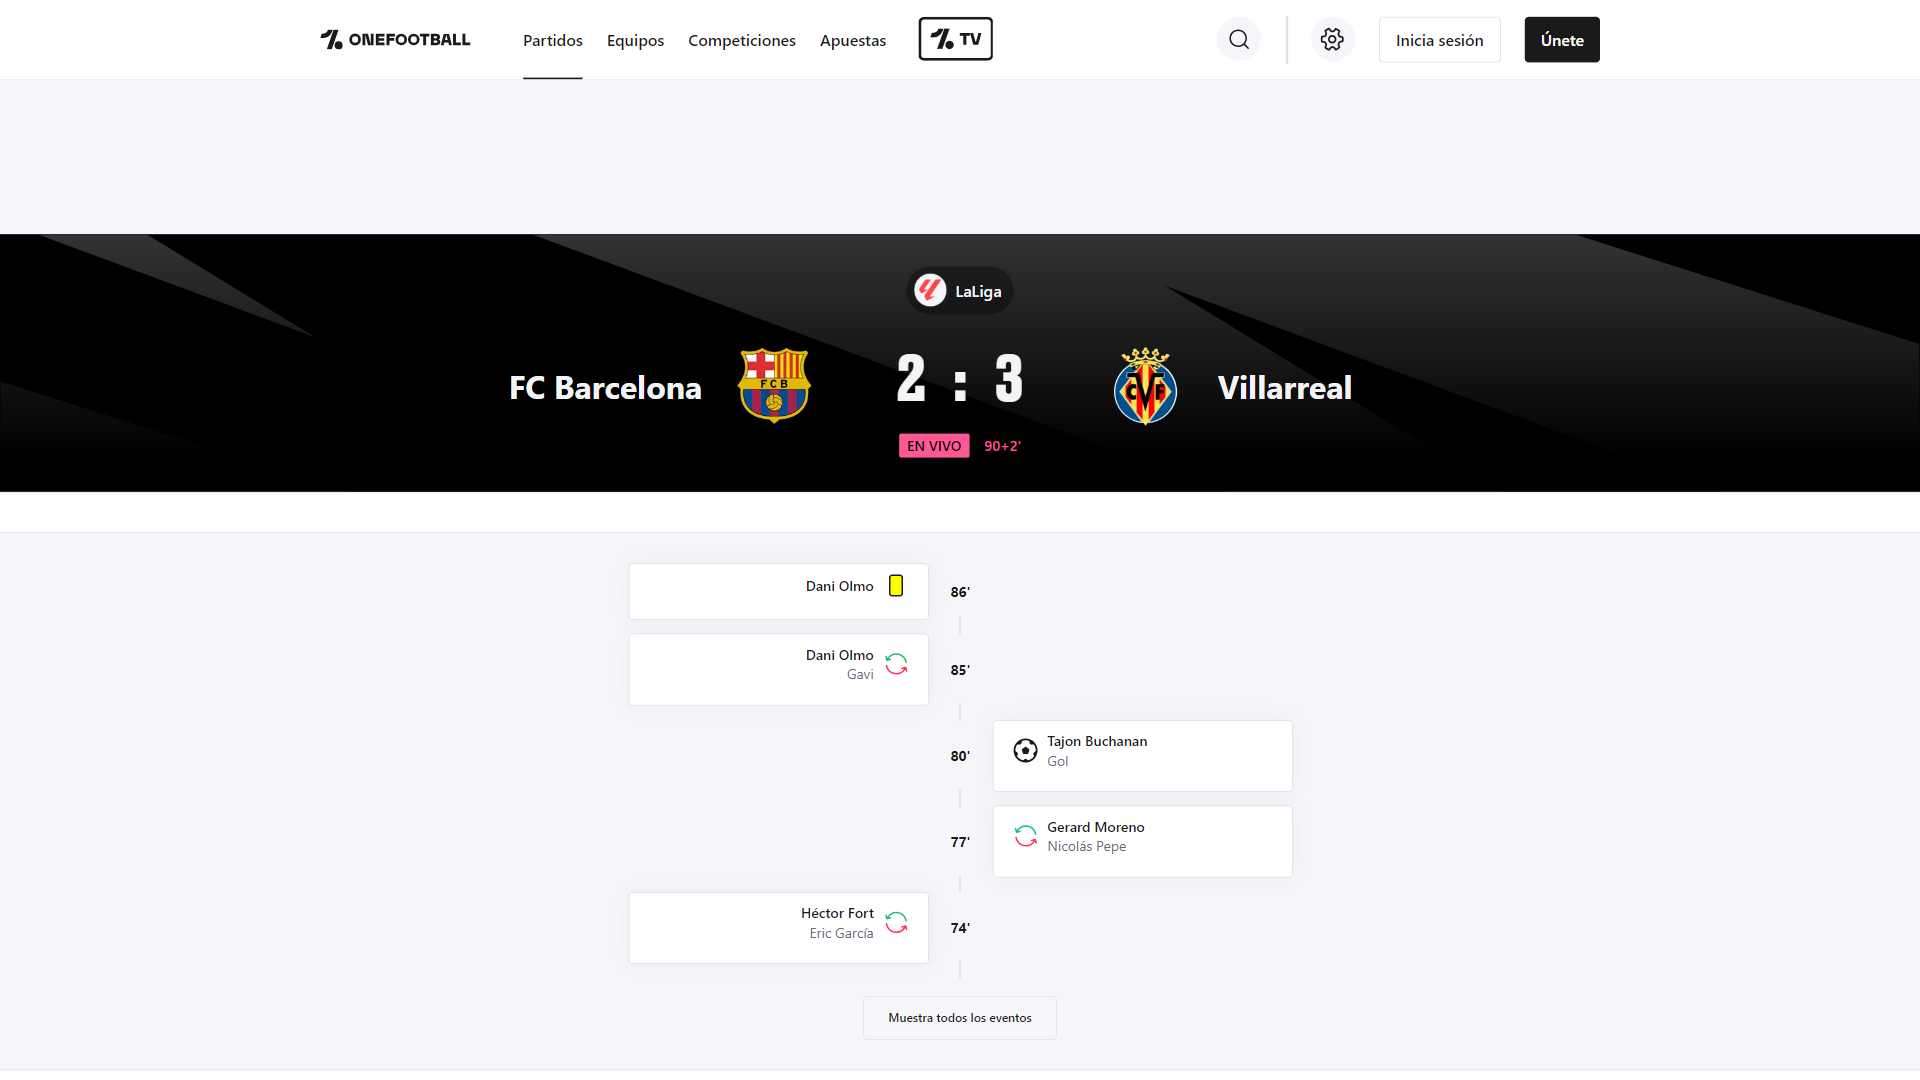 ONEFOOTBALL
Partidos
Equipos
Competiciones
Apuestas
TV
Inicia sesión
Únete
LaLiga
FC Barcelona
FCB
2 : 3
CVF
Villarreal
EN VIVO 90+2'
Dani Olmo
86'
Dani Olmo
Gavi
85'
80'
Tajon Buchanan
Gol
77'
Gerard Moreno
Nicolás Pepe
Héctor Fort
Eric García
74'
Muestra todos los eventos